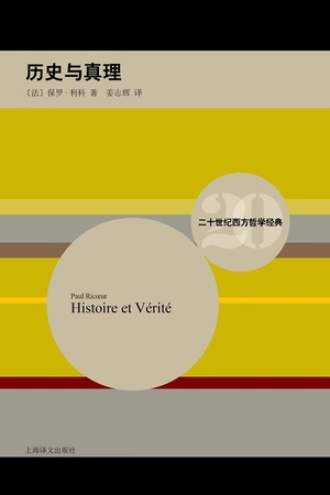 历史与真理
〔法〕保罗·利科 著 姜志辉 译
20
二十世纪西方哲学经典
Paul Ricœur
Histoire et Vérité
上海译文出版社